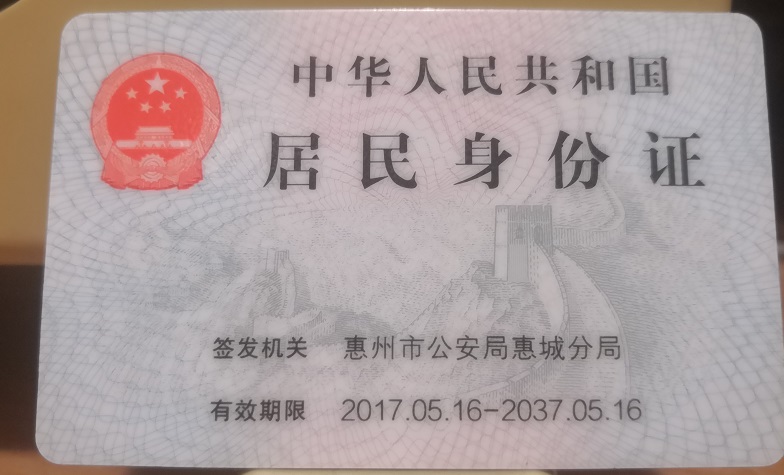 中华人民共和国
居民身份证
签发机关 惠州市公安局惠城分局
有效期限 2017.05.16-2037.05.16